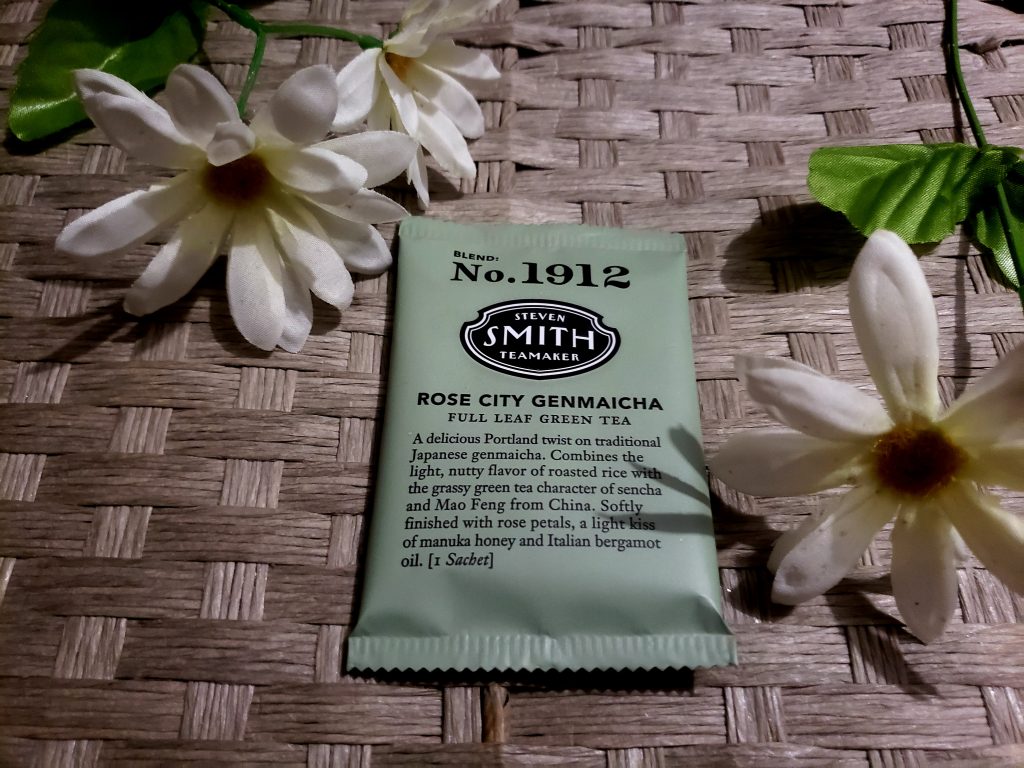 BLEND:
No. 1912
STEVEN
SMITH
TEAMAKER
ROSE CITY GENMAICHA
FULL LEAF GREEN TEA
A delicious Portland twist on traditional
Japanese genmaicha. Combines the
light, nutty flavor of roasted rice with
the grassy green tea character of sencha
and Mao Feng from China. Softly
finished with rose petals, a light kiss
of manuka honey and Italian bergamot
oil. [1 Sachet]